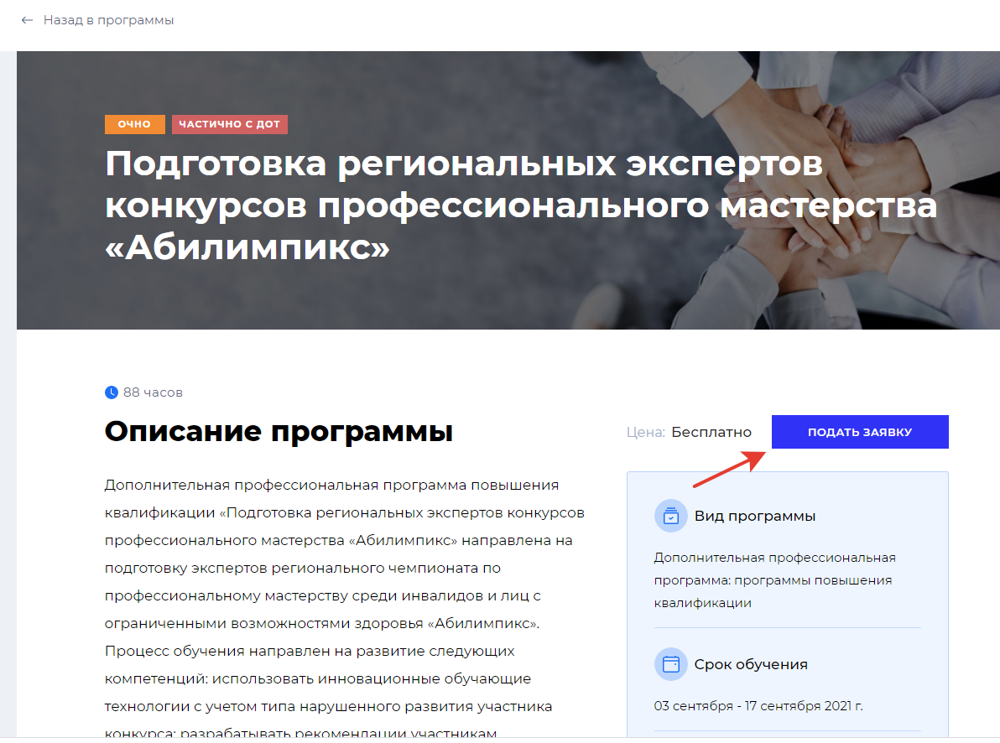 Назад в программы
ОЧНО
ЧАСТИЧНО С ДОТ
Подготовка региональных экспертов
конкурсов профессионального мастерства
«Абилимпикс»
88 часов
Описание программы
Дополнительная профессиональная программа повышения
квалификации «Подготовка региональных экспертов конкурсов
профессионального мастерства «Абилимпикс» направлена на
подготовку экспертов регионального чемпионата по
профессиональному мастерству среди инвалидов и лиц с
ограниченными возможностями здоровья «Абилимпикс».
Процесс обучения направлен на развитие следующих
компетенций: использовать инновационные обучающие
технологии с учетом типа нарушенного развития участника
конкурса; разрабатывать рекомендации участникам
Цена: Бесплатно
ПОДАТЬ ЗАЯВКУ
Вид программы
Дополнительная профессиональная
программа: программы повышения
квалификации
Срок обучения
03 сентября - 17 сентября 2021 г.